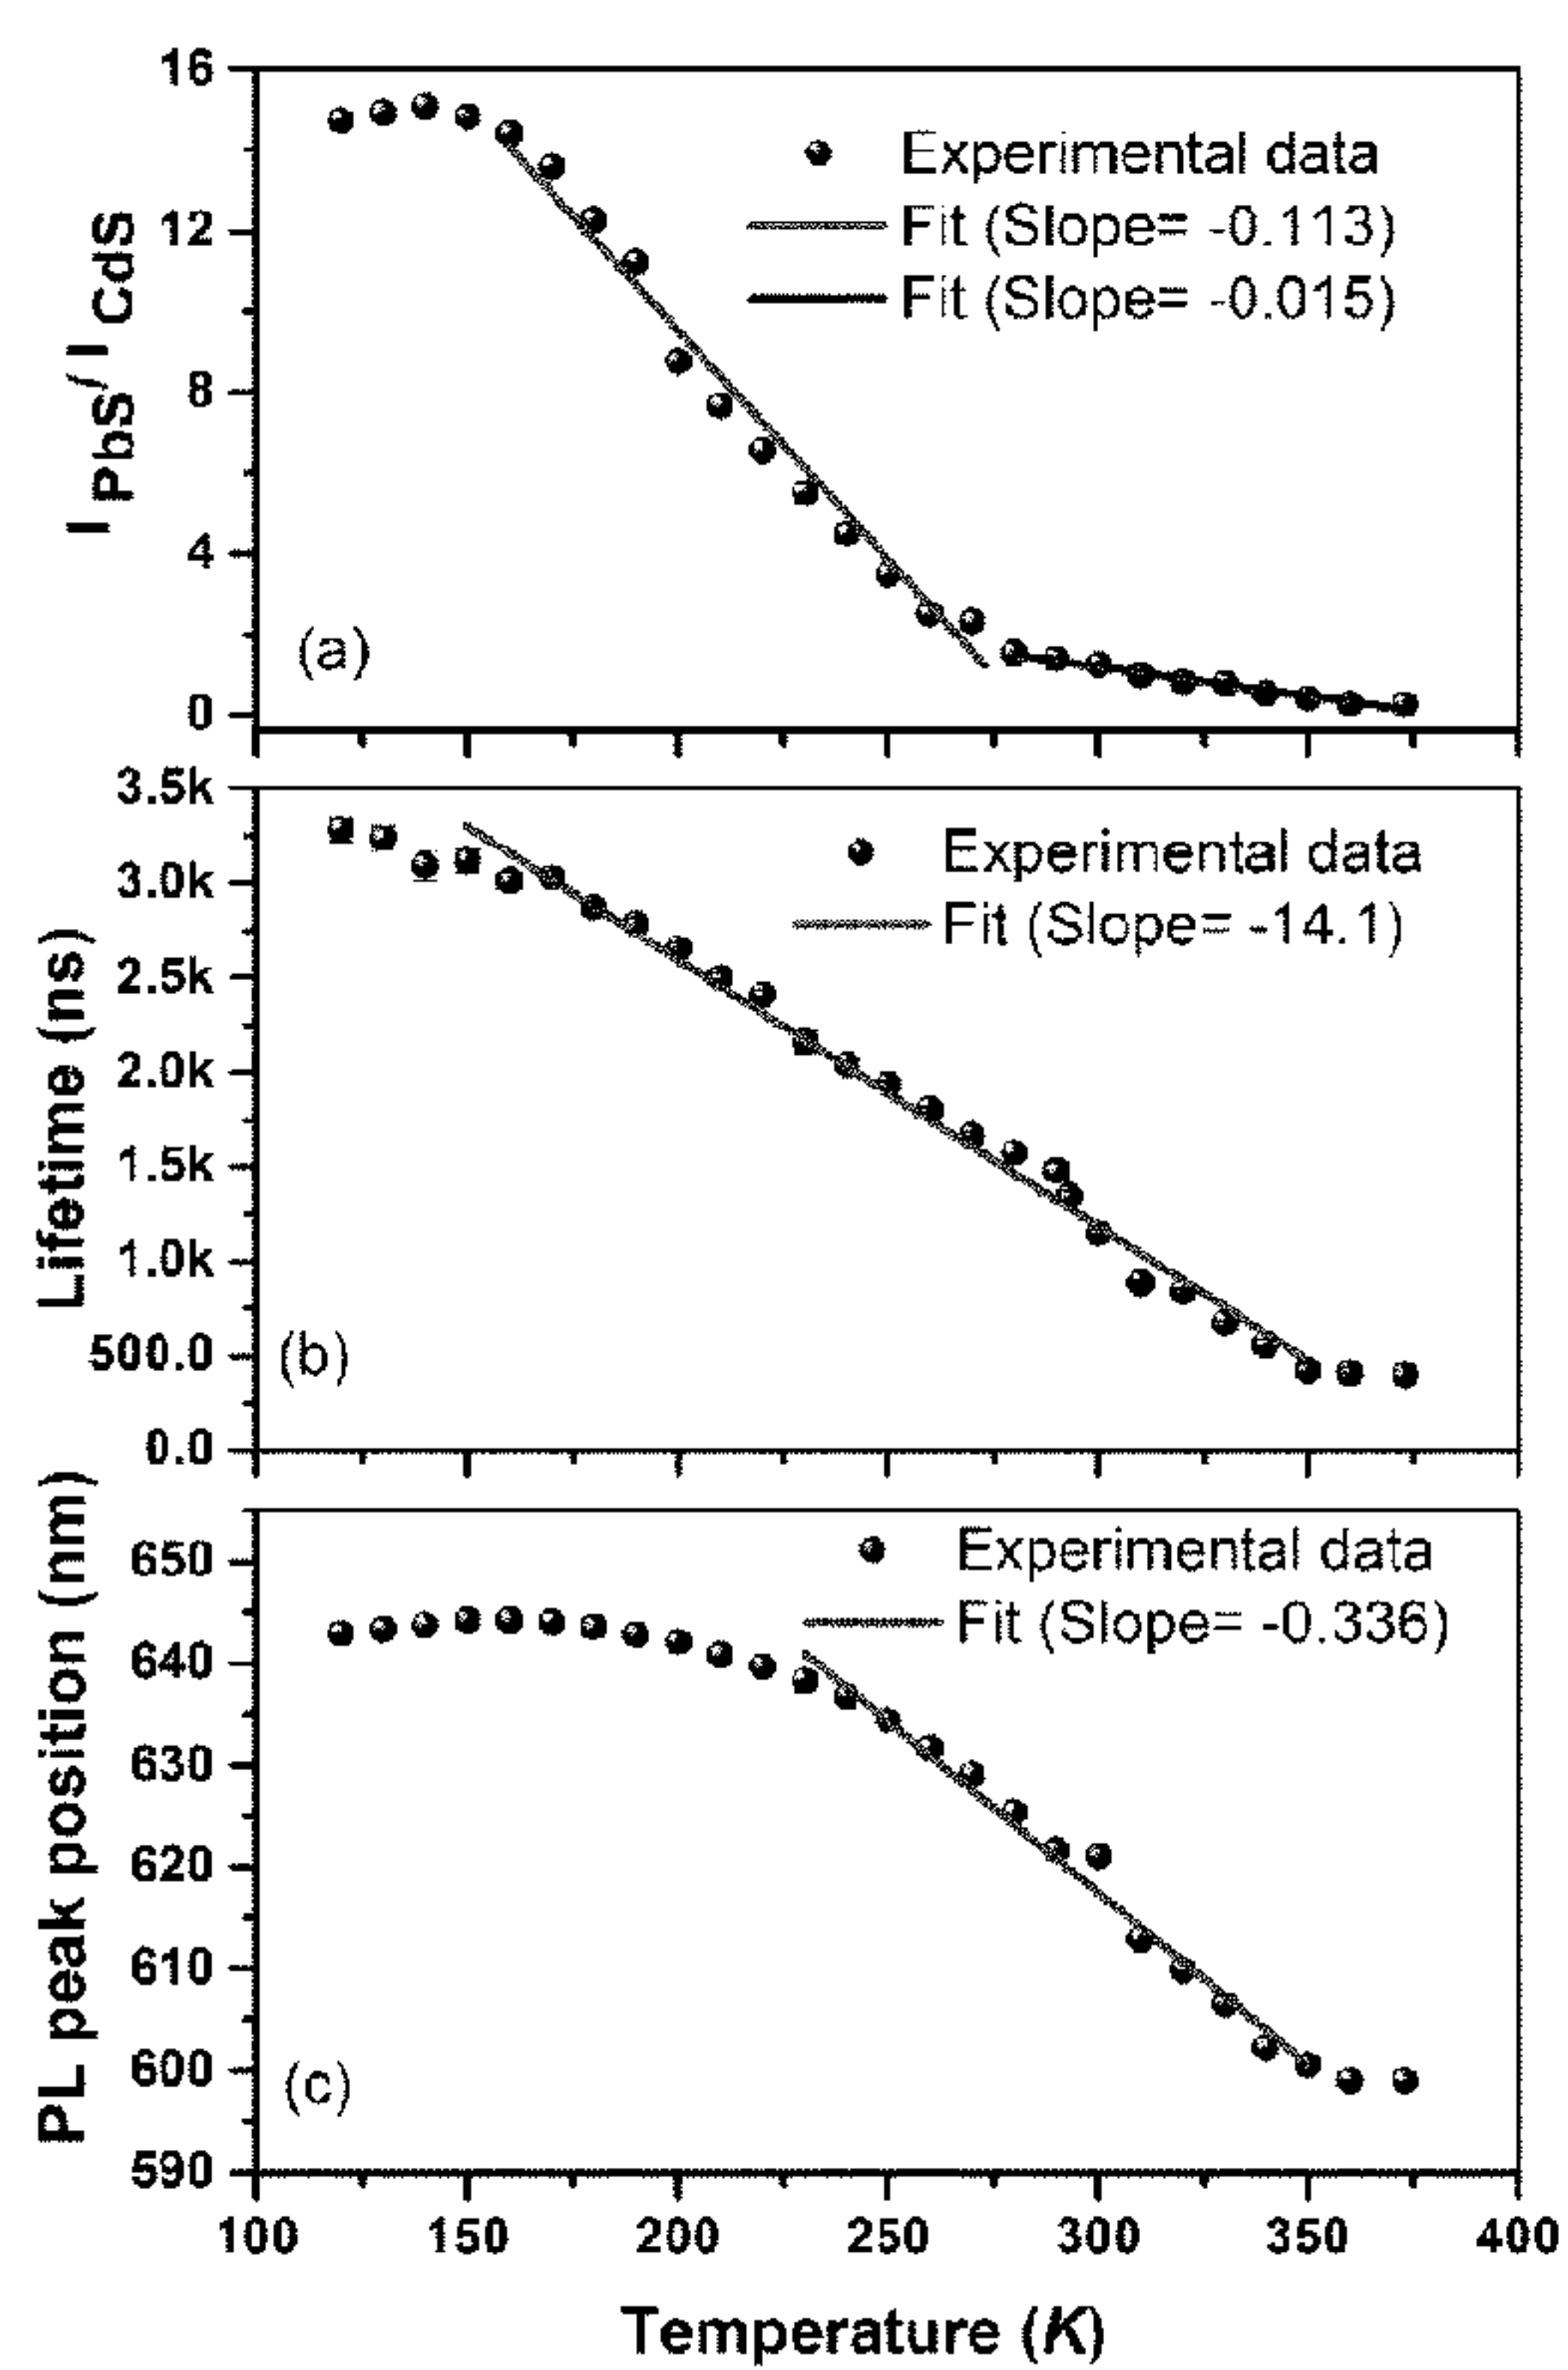 16
12
8
4
0
I PbS/ I CdS
Experimental data
Fit (Slope= -0.113)
Fit (Slope= -0.015)
(a)
3.5k
3.0k
2.5k
2.0k
1.5k
1.0k
500.0
0.0
Lifetime (ns)
Experimental data
Fit (Slope= -14.1)
(b)
650
640
630
620
610
600
590
PL peak position (nm)
Experimental data
Fit (Slope= -0.336)
(c)
100 150 200 250 300 350 400
Temperature (K)